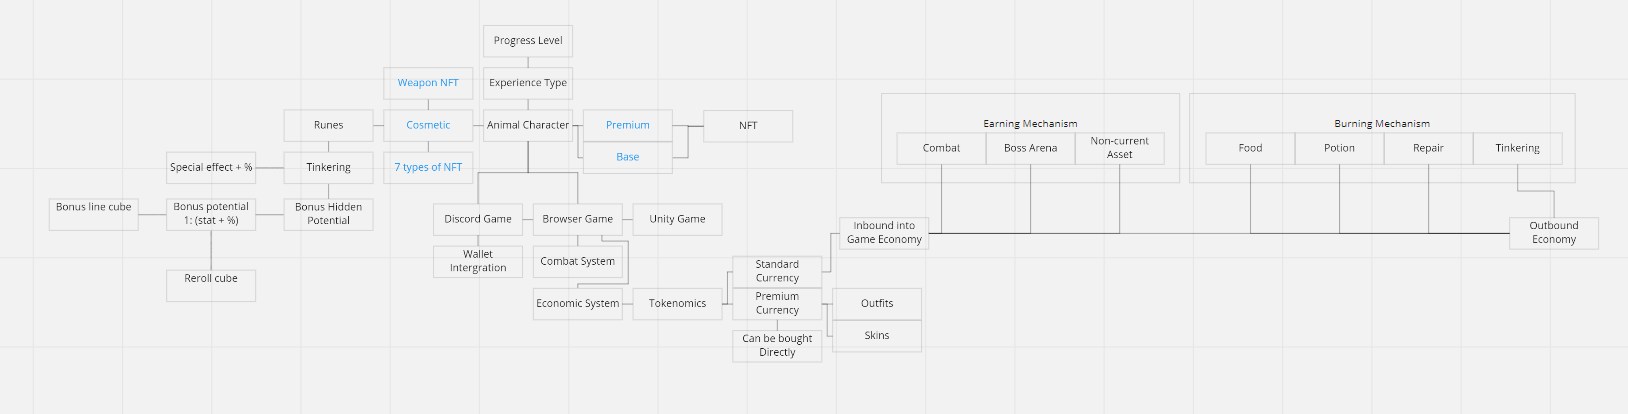 Progress Level
Weapon NFT
Experience Type
Runes
Cosmetic
Animal Character
Premium
NFT
Base
Special effect + %
Tinkering
7 types of NFT
Bonus line cube
Bonus potential
1: (stat + %)
Bonus Hidden
Potential
Reroll cube
Discord Game
Browser Game
Unity Game
Wallet
Intergration
Combat System
Economic System
Tokenomics
Standard
Currency
Premium
Currency
Can be bought
Directly
Outfits
Skins
Inbound into
Game Economy
Earning Mechanism
Combat
Boss Arena
Non-current
Asset
Burning Mechanism
Food
Potion
Repair
Tinkering
Outbound
Economy